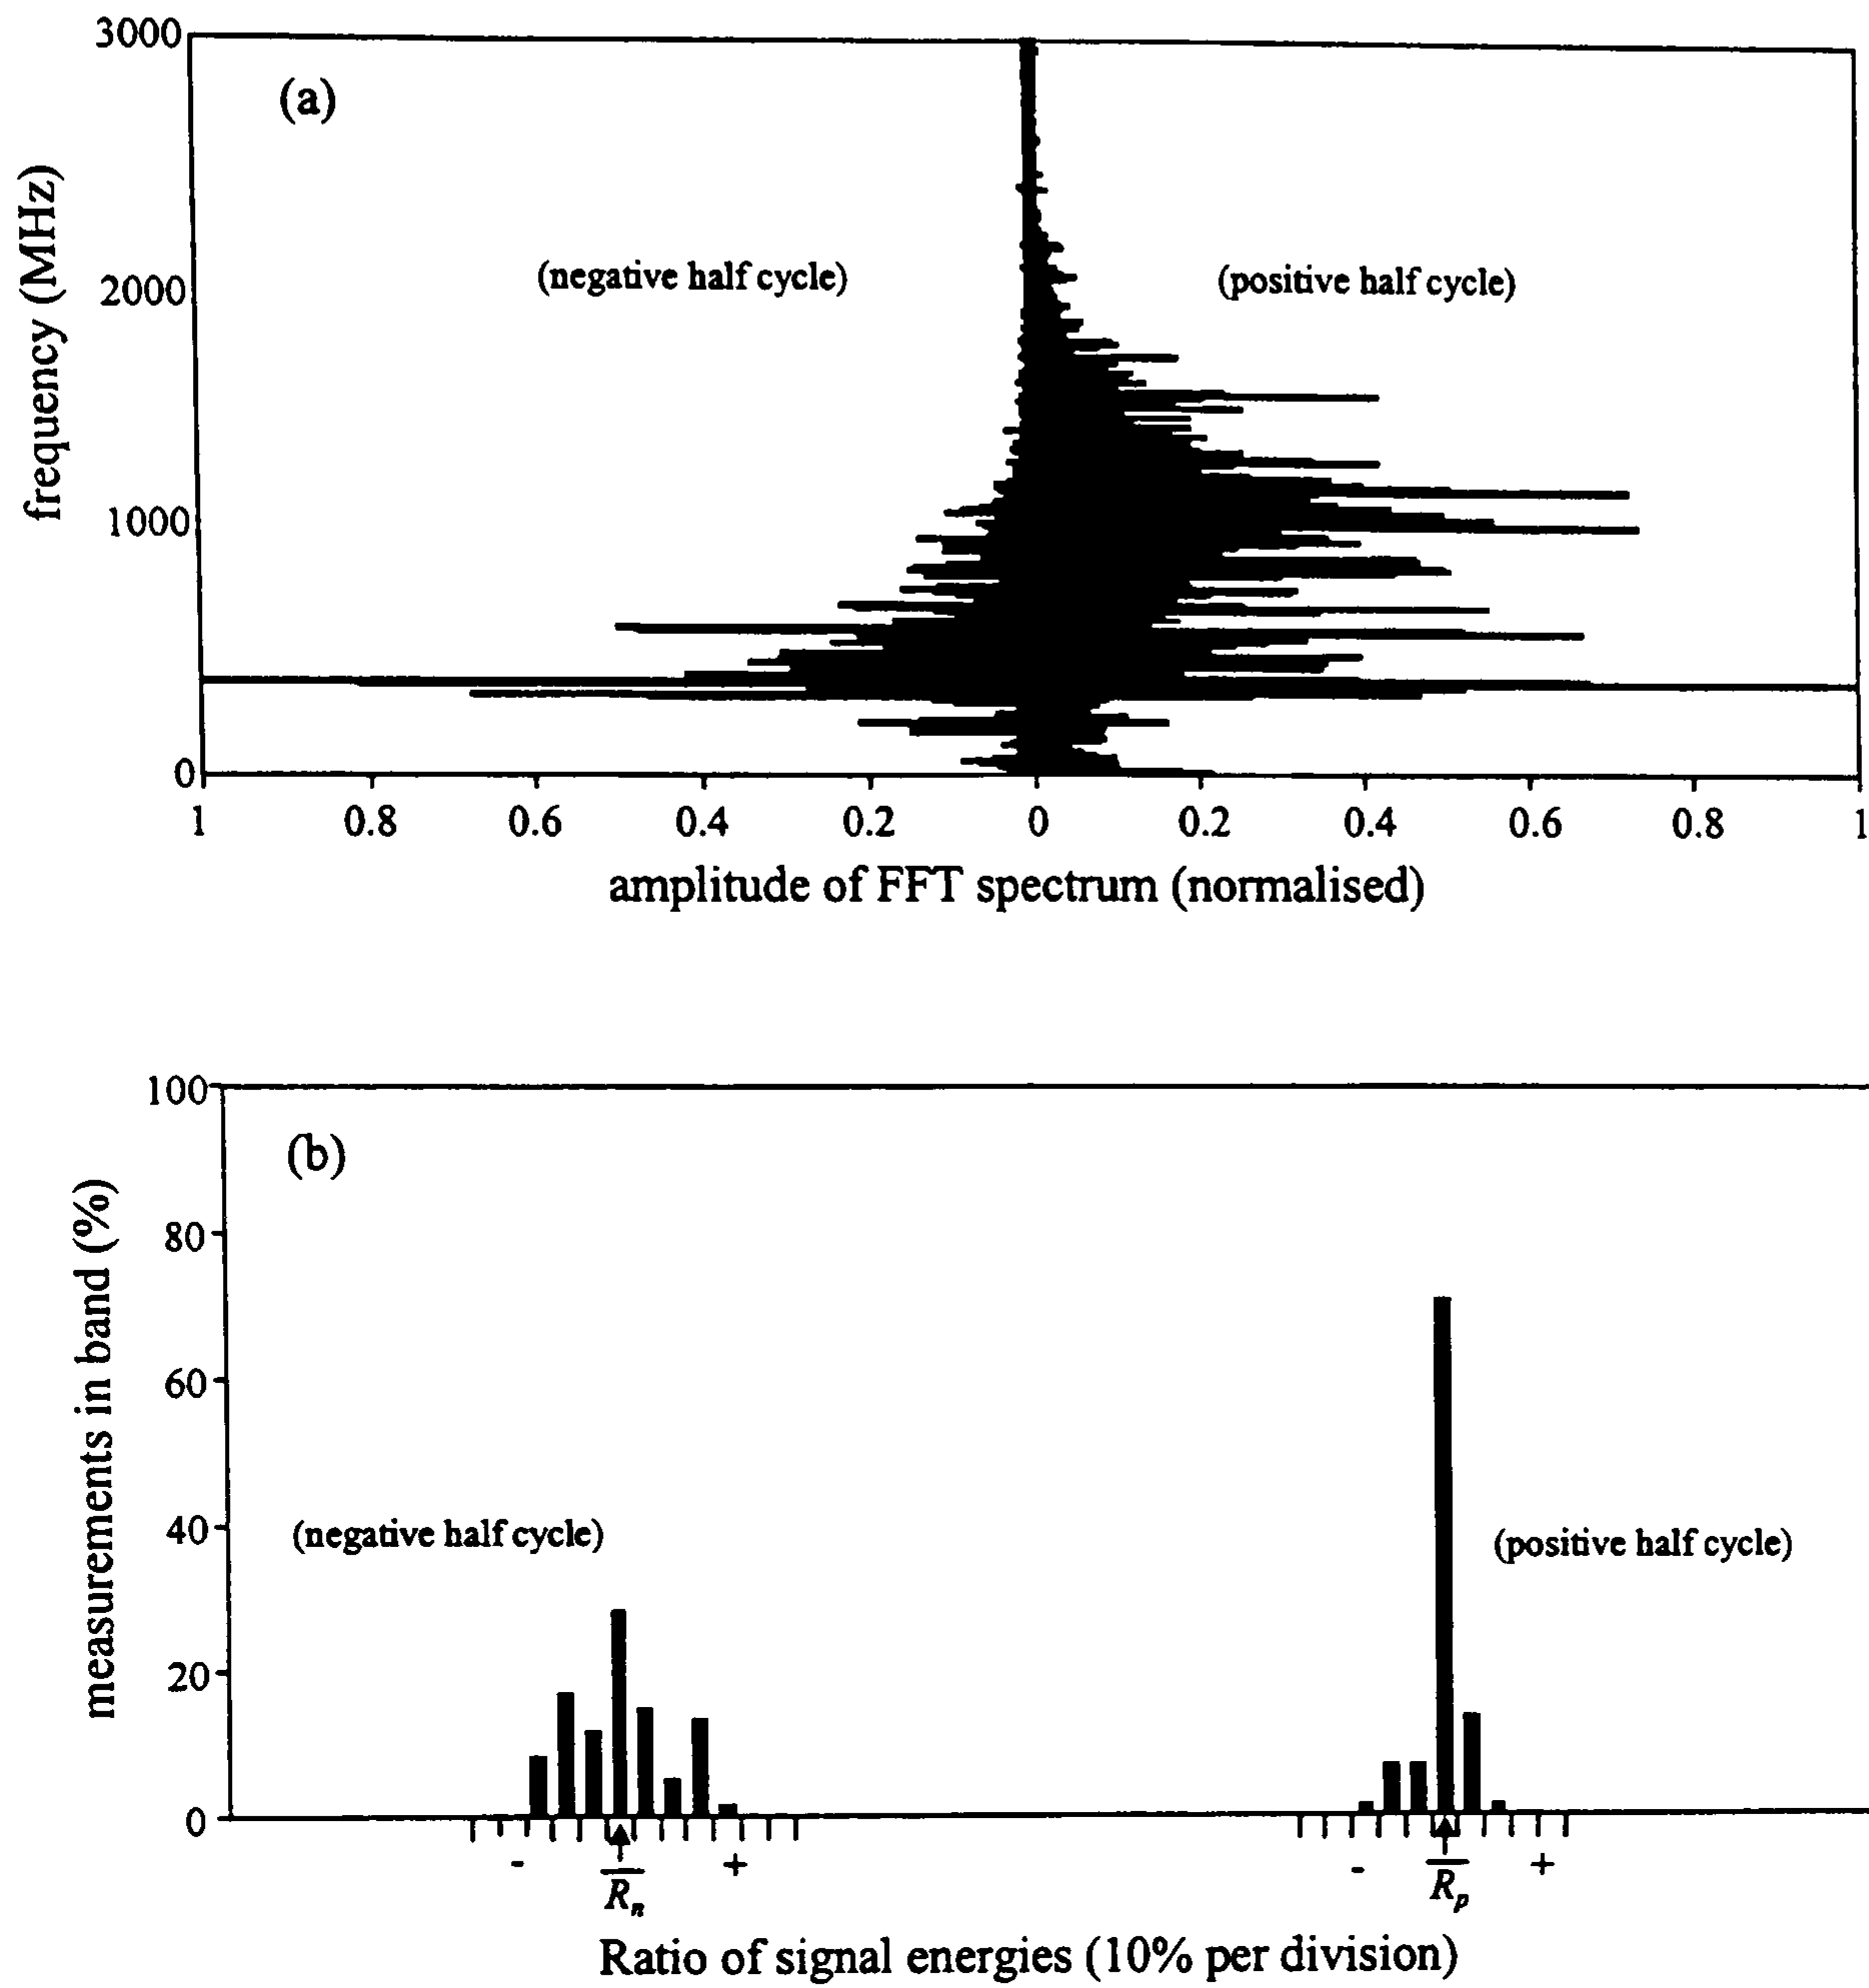 3000
(a)
frequency (MHz)
(negative half cycle) (positive half cycle)
2000
1000
0
1 0.8 0.6 0.4 0.2 0 0.2 0.4 0.6 0.8 1
amplitude of FFT spectrum (normalised)
100
(b)
measurements in band (%)
80
60
40
(negative half cycle) (positive half cycle)
20
0
- + - +
R̅ₙ R̅ₚ
Ratio of signal energies (10% per division)